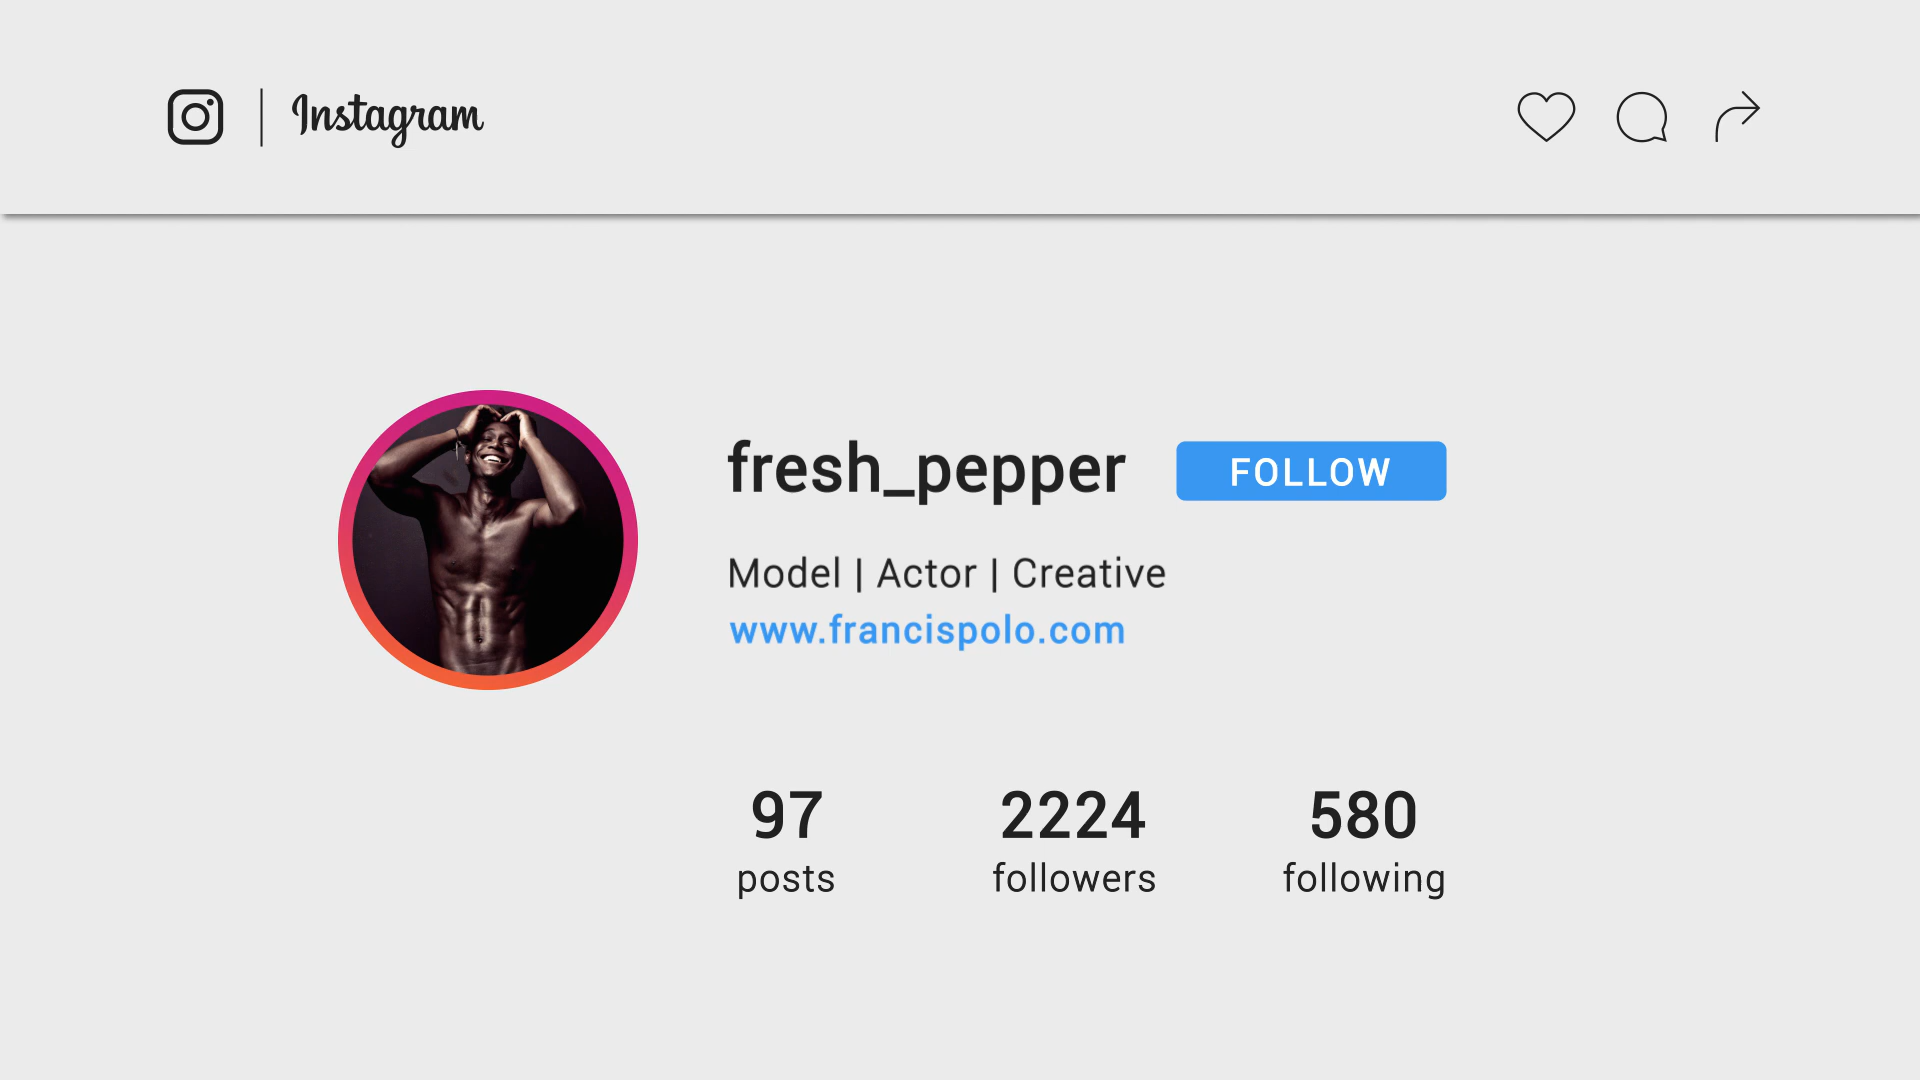 Instagram
fresh_pepper
FOLLOW
Model | Actor | Creative
www.francispolo.com
97
2224
580
posts
followers
following